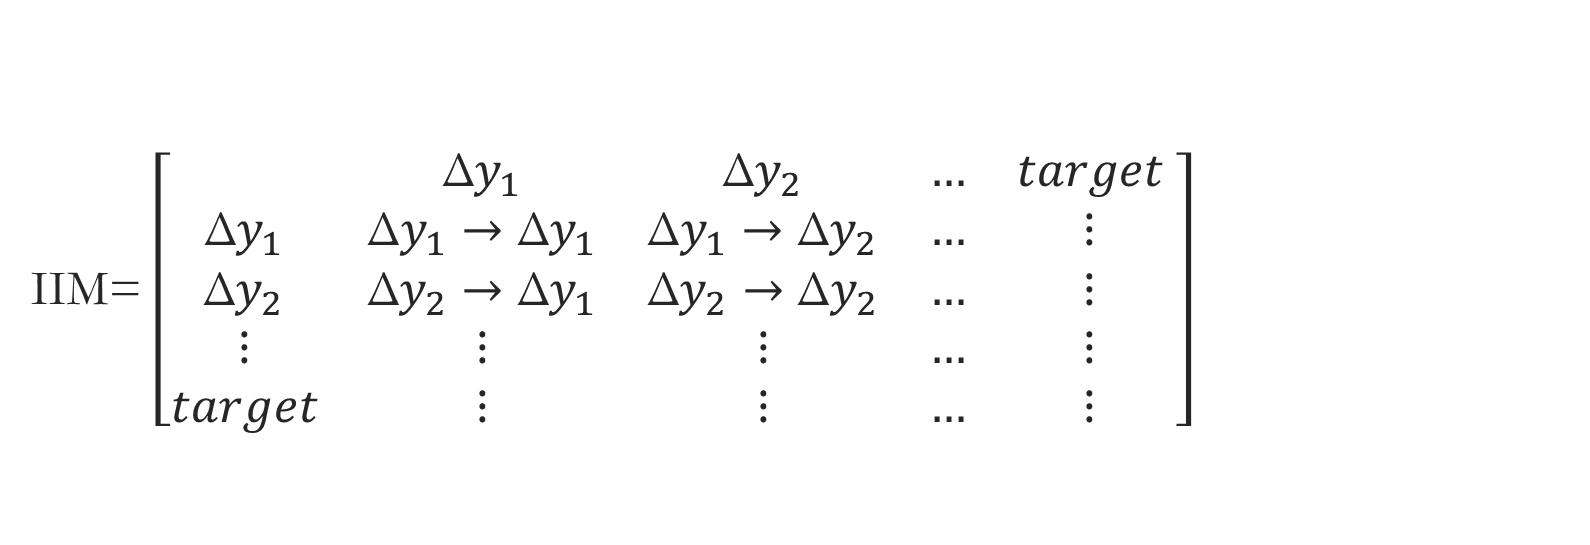 Δy₁ Δy₂ … target
Δy₁ Δy₁ → Δy₁ Δy₁ → Δy₂ … ⋮
IIM= Δy₂ Δy₂ → Δy₁ Δy₂ → Δy₂ … ⋮
⋮ ⋮ ⋮ … ⋮
target ⋮ ⋮ … ⋮